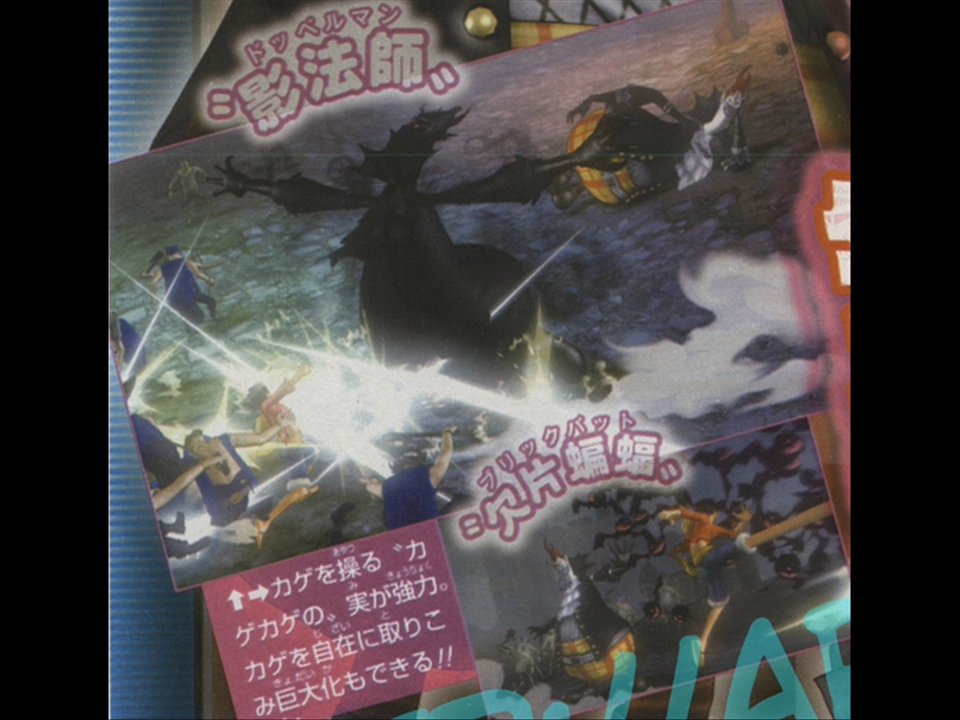 ドッペルマン
"影法師"
ブリックバット
"欠片蝙蝠"
⬆➡カゲを操る〝カ
ゲカゲの〟実が強力。
カゲを自在に取りこ
み巨大化もできる!!